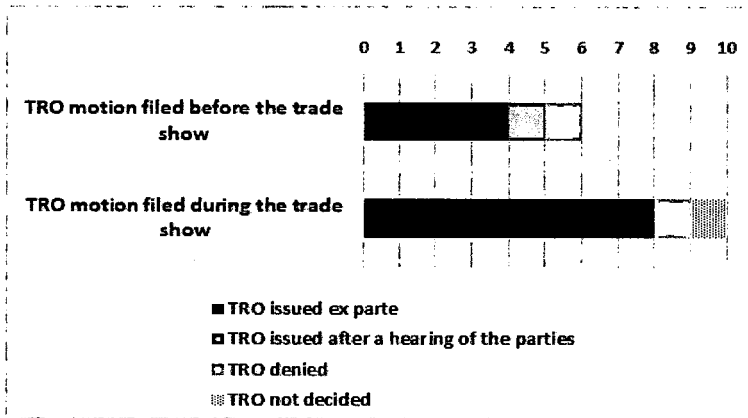 0 1 2 3 4 5 6 7 8 9 10
TRO motion filed before the trade
show
TRO motion filed during the trade
show
TRO issued ex parte
TRO issued after a hearing of the parties
TRO denied
TRO not decided